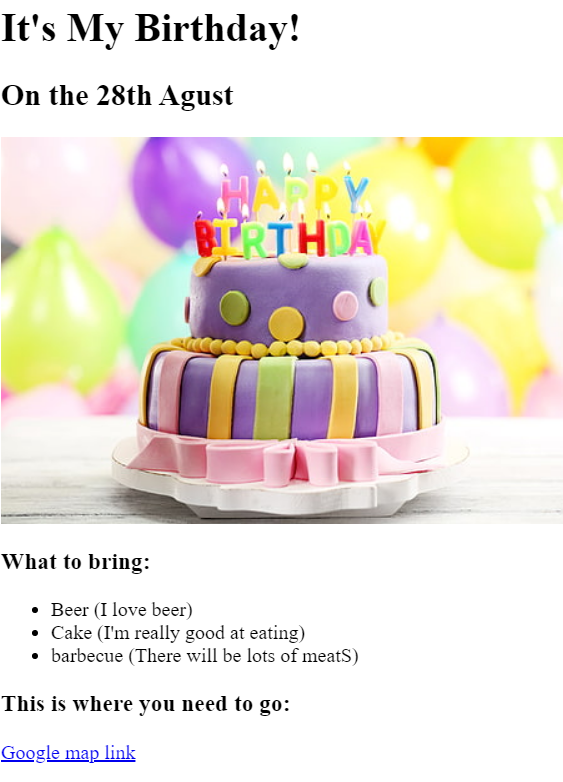 It's My Birthday!
On the 28th Agust
HAPPY
BIRTHDAY
What to bring:
Beer (I love beer)
Cake (I'm really good at eating)
barbecue (There will be lots of meatS)
This is where you need to go:
Google map link